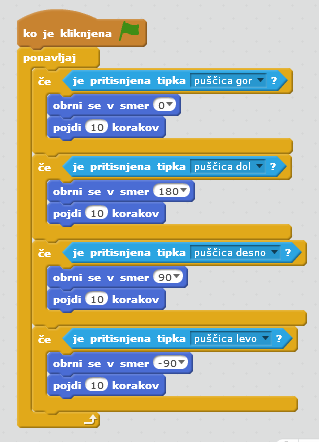 ko je kliknjena
ponavljaj
če je pritisnjena tipka puščica gor ?
obrni se v smer 0
pojdi 10 korakov
če je pritisnjena tipka puščica dol ?
obrni se v smer 180
pojdi 10 korakov
če je pritisnjena tipka puščica desno ?
obrni se v smer 90
pojdi 10 korakov
če je pritisnjena tipka puščica levo ?
obrni se v smer -90
pojdi 10 korakov